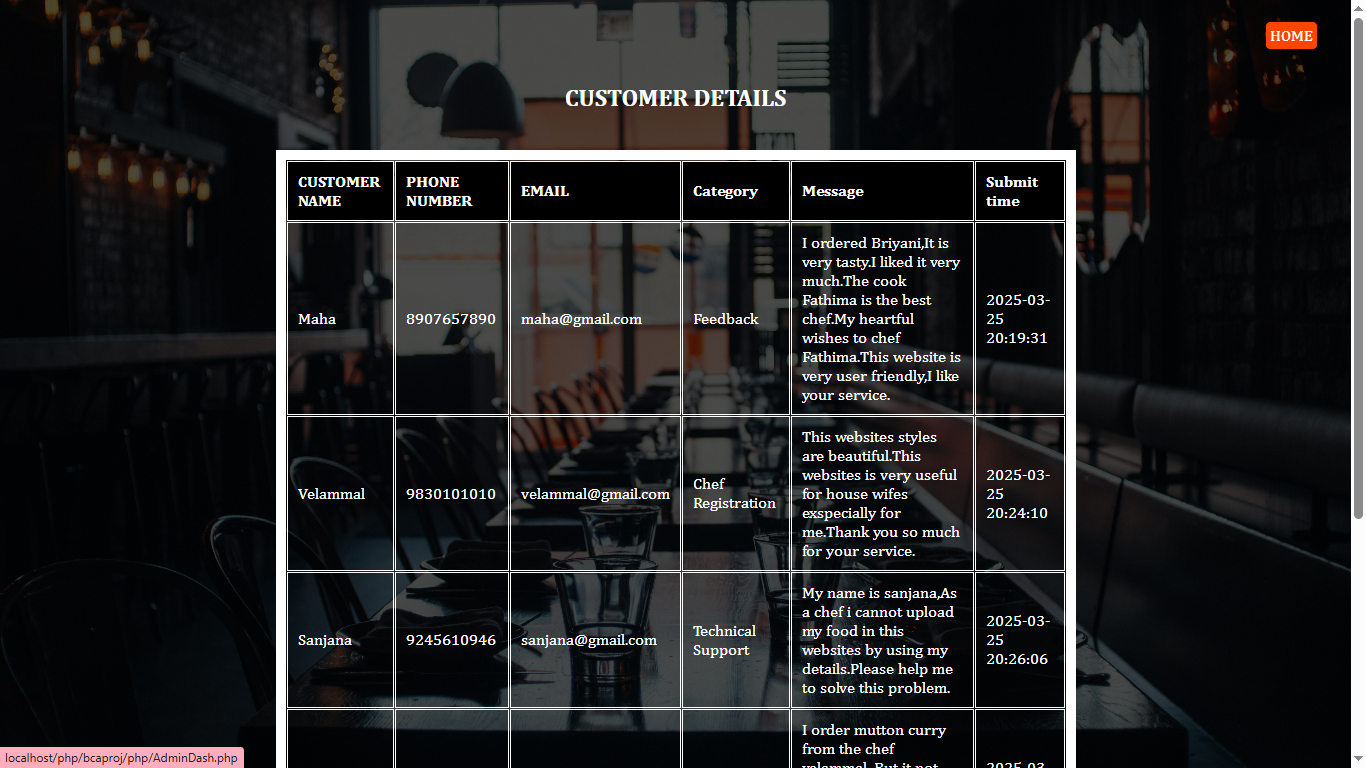 HOME
CUSTOMER DETAILS
CUSTOMER
NAME
PHONE
NUMBER
EMAIL
Category
Message
Submit
time
Maha
8907657890
maha@gmail.com
Feedback
I ordered Briyani,It is
very tasty.I liked it very
much.The cook
Fathima is the best
chef.My heartful
wishes to chef
Fathima.This website is
very user friendly,I like
your service.
2025-03-
25
20:19:31
Velammal
9830101010
velammal@gmail.com
Chef
Registration
This websites styles
are beautiful.This
websites is very useful
for house wifes
exspecially for
me.Thank you so much
for your service.
2025-03-
25
20:24:10
Sanjana
9245610946
sanjana@gmail.com
Technical
Support
My name is sanjana,As
a chef i cannot upload
my food in this
websites by using my
details.Please help me
to solve this problem.
2025-03-
25
20:26:06
I order mutton curry
from the chef
velammal. But it not
2025-03-
localhost/php/bcaproj/php/AdminDash.php